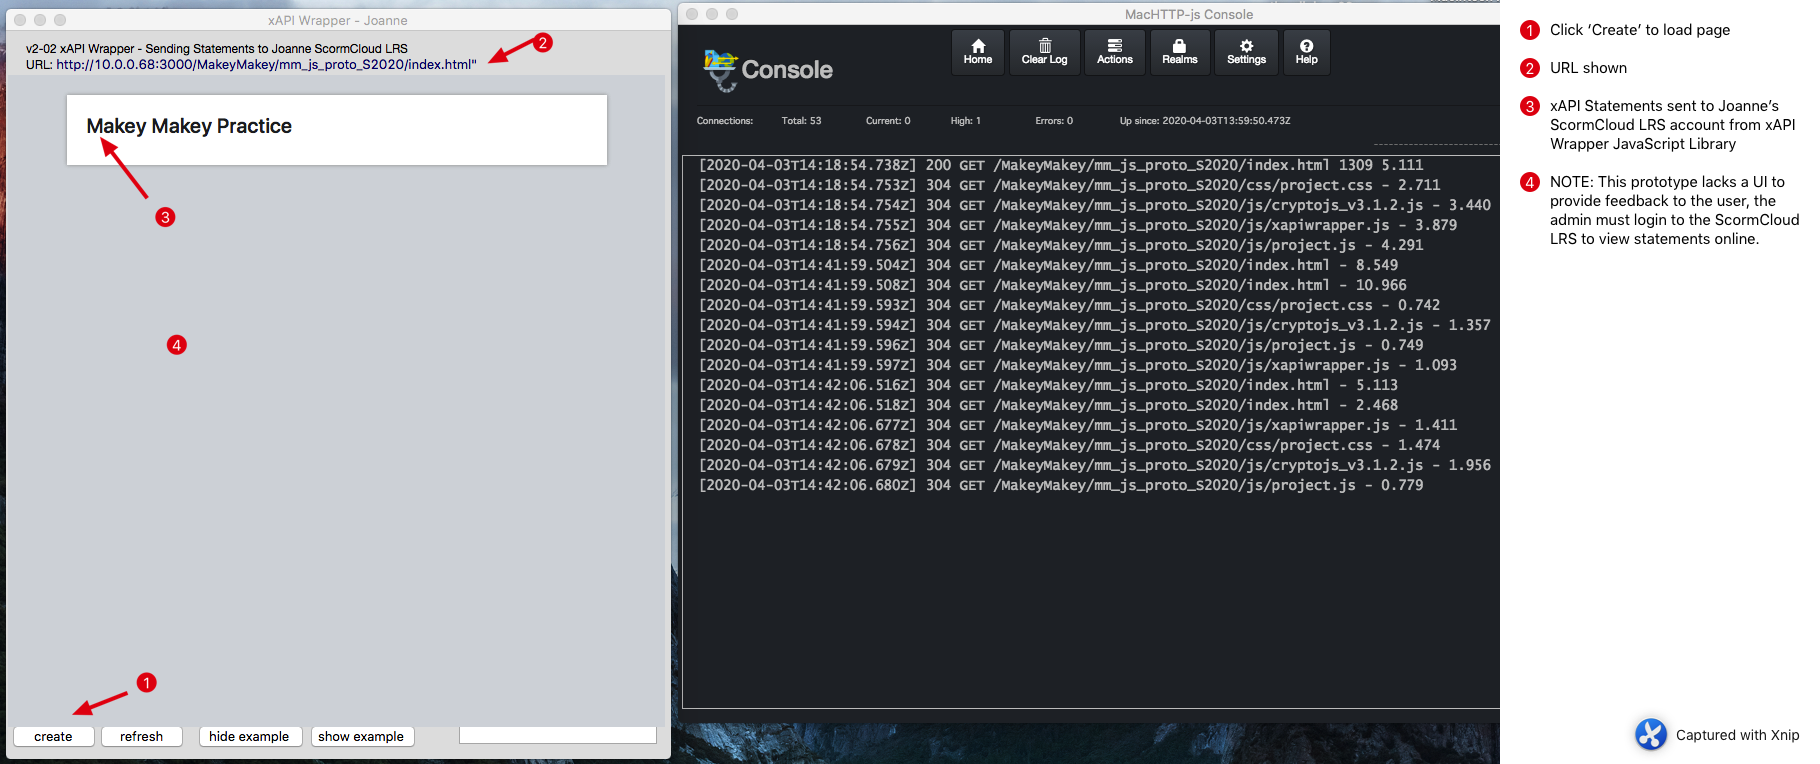 xAPI Wrapper - Joanne
v2-02 xAPI Wrapper - Sending Statements to Joanne ScormCloud LRS
URL: http://10.0.0.68:3000/MakeyMakey/mm_js_proto_S2020/index.html"
2
Makey Makey Practice
3
4
1
create
refresh
hide example
show example
MacHTTP-js Console
Console
Home
Clear Log
Actions
Realms
Settings
Help
Connections: Total: 53 Current: 0 High: 1 Errors: 0 Up since: 2020-04-03T13:59:50.473Z
[2020-04-03T14:18:54.738Z] 200 GET /MakeyMakey/mm_js_proto_S2020/index.html 1309 5.111
[2020-04-03T14:18:54.753Z] 304 GET /MakeyMakey/mm_js_proto_S2020/css/project.css - 2.711
[2020-04-03T14:18:54.754Z] 304 GET /MakeyMakey/mm_js_proto_S2020/js/cryptojs_v3.1.2.js - 3.440
[2020-04-03T14:18:54.755Z] 304 GET /MakeyMakey/mm_js_proto_S2020/js/xapiwrapper.js - 3.879
[2020-04-03T14:18:54.756Z] 304 GET /MakeyMakey/mm_js_proto_S2020/js/project.js - 4.291
[2020-04-03T14:41:59.504Z] 304 GET /MakeyMakey/mm_js_proto_S2020/index.html - 8.549
[2020-04-03T14:41:59.508Z] 304 GET /MakeyMakey/mm_js_proto_S2020/index.html - 10.966
[2020-04-03T14:41:59.593Z] 304 GET /MakeyMakey/mm_js_proto_S2020/css/project.css - 0.742
[2020-04-03T14:41:59.594Z] 304 GET /MakeyMakey/mm_js_proto_S2020/js/cryptojs_v3.1.2.js - 1.357
[2020-04-03T14:41:59.596Z] 304 GET /MakeyMakey/mm_js_proto_S2020/js/project.js - 0.749
[2020-04-03T14:41:59.597Z] 304 GET /MakeyMakey/mm_js_proto_S2020/js/xapiwrapper.js - 1.093
[2020-04-03T14:42:06.516Z] 304 GET /MakeyMakey/mm_js_proto_S2020/index.html - 5.113
[2020-04-03T14:42:06.518Z] 304 GET /MakeyMakey/mm_js_proto_S2020/index.html - 2.468
[2020-04-03T14:42:06.677Z] 304 GET /MakeyMakey/mm_js_proto_S2020/js/xapiwrapper.js - 1.411
[2020-04-03T14:42:06.678Z] 304 GET /MakeyMakey/mm_js_proto_S2020/css/project.css - 1.474
[2020-04-03T14:42:06.679Z] 304 GET /MakeyMakey/mm_js_proto_S2020/js/cryptojs_v3.1.2.js - 1.956
[2020-04-03T14:42:06.680Z] 304 GET /MakeyMakey/mm_js_proto_S2020/js/project.js - 0.779
1 Click ‘Create’ to load page
2 URL shown
3 xAPI Statements sent to Joanne’s
ScormCloud LRS account from xAPI
Wrapper JavaScript Library
4 NOTE: This prototype lacks a UI to
provide feedback to the user, the
admin must login to the ScormCloud
LRS to view statements online.
Captured with Xnip